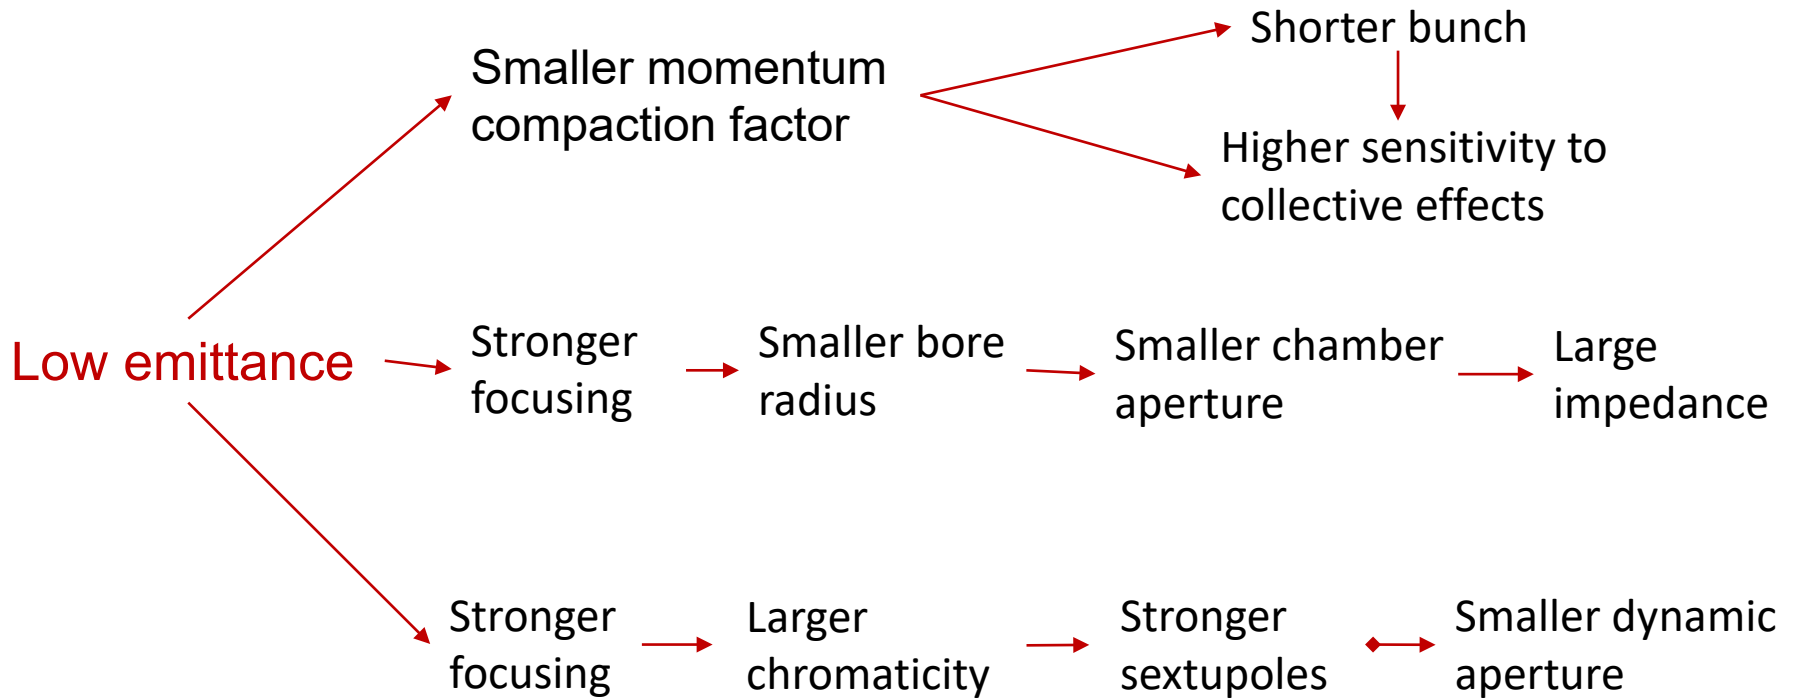 Shorter bunch
Smaller momentum
compaction factor
Higher sensitivity to
collective effects
Low emittance
Stronger
focusing
Smaller bore
radius
Smaller chamber
aperture
Large
impedance
Stronger
focusing
Larger
chromaticity
Stronger
sextupoles
Smaller dynamic
aperture